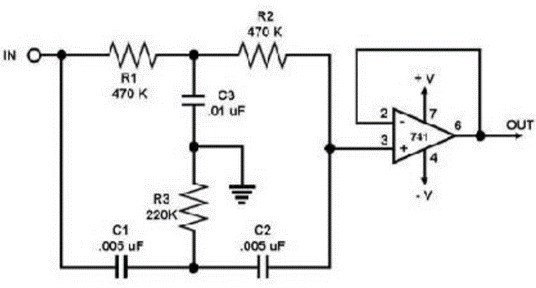 R2
470 K
IN
R1
470 K
C3
.01 uF
+V
2
-
7
741
6
OUT
3
+
4
-V
R3
220K
C1
.005 uF
C2
.005 uF